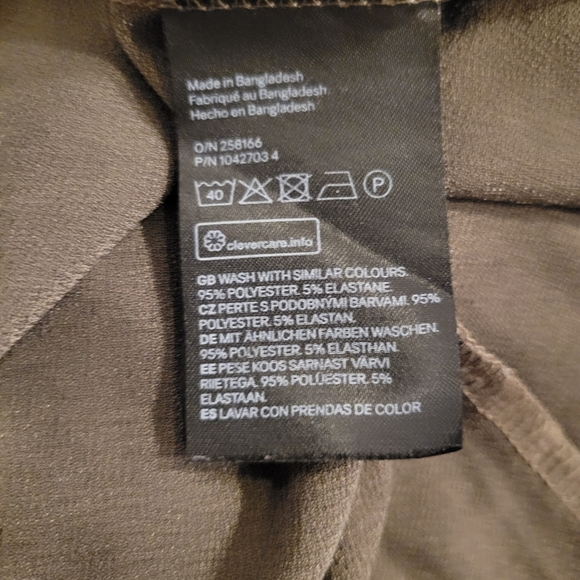 Made in Bangladesh
Fabriqué au Bangladesh
Hecho en Bangladesh
O/N 258166
P/N 1042703 4
40 P
clevercare.info
GB WASH WITH SIMILAR COLOURS.
95% POLYESTER. 5% ELASTANE.
CZ PERTE S PODOBNÝMI BARVAMI. 95%
POLYESTER. 5% ELASTAN.
DE MIT ÄHNLICHEN FARBEN WASCHEN.
95% POLYESTER. 5% ELASTHAN.
EE PESE KOOS SARNAST VÄRVI
RIIETEGA. 95% POLÜESTER. 5%
ELASTAAN.
ES LAVAR CON PRENDAS DE COLOR